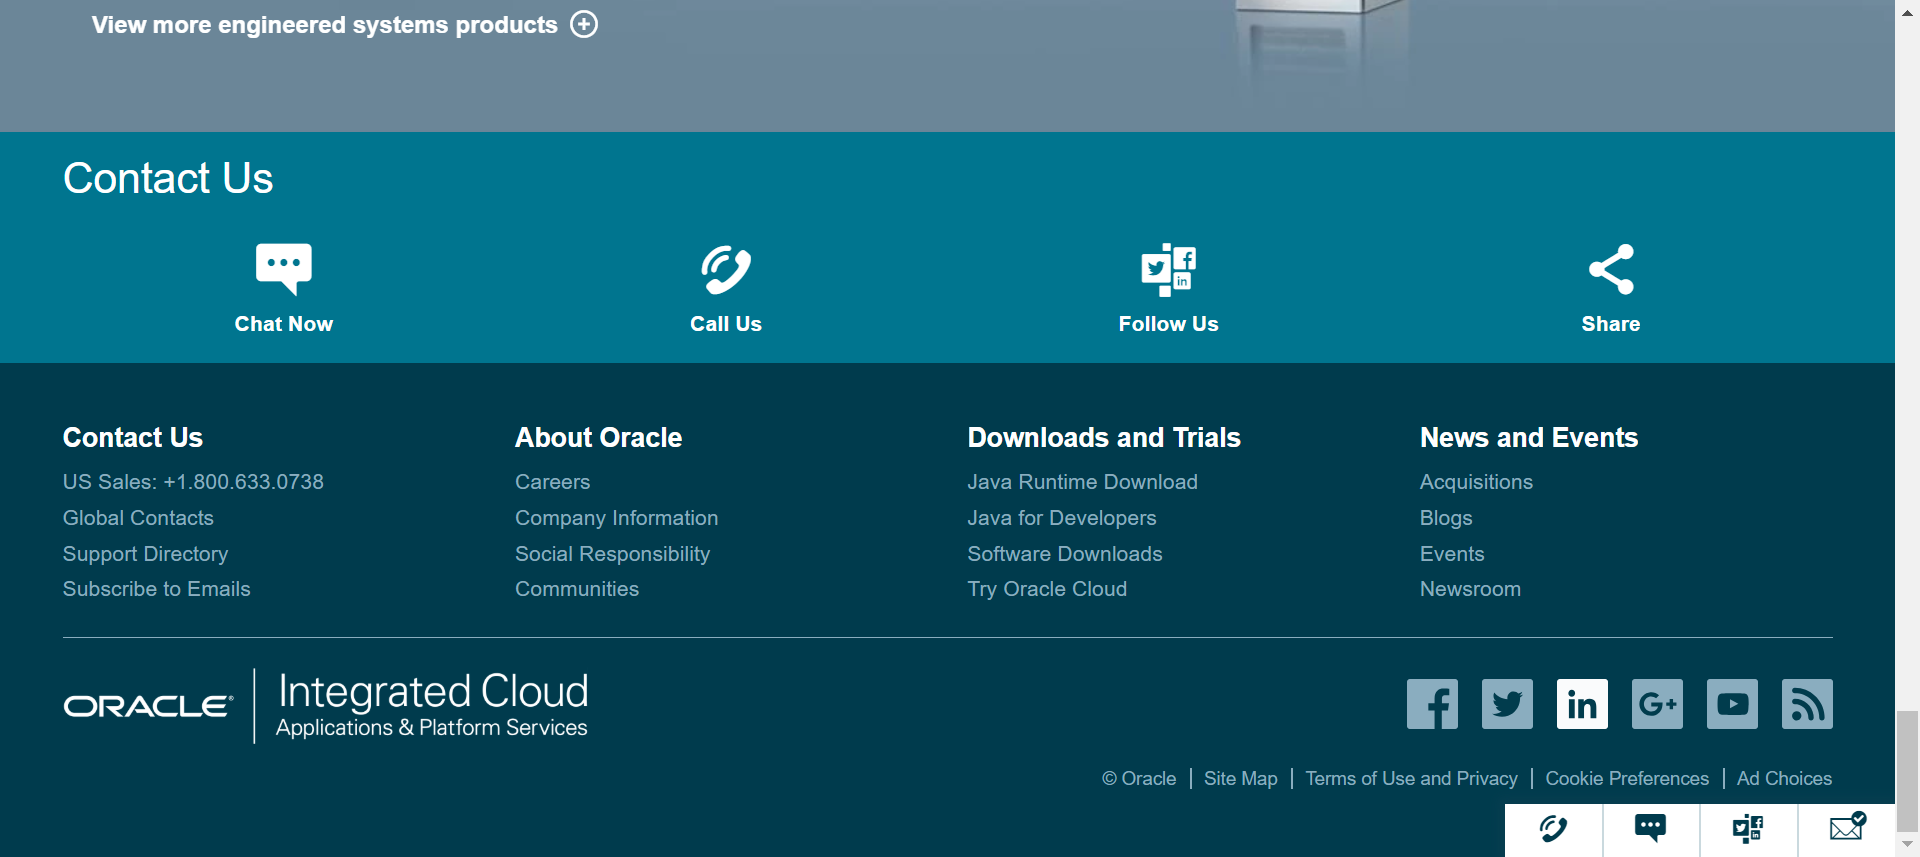 View more engineered systems products
Contact Us
Chat Now
Call Us
Follow Us
Share
Contact Us
US Sales: +1.800.633.0738
Global Contacts
Support Directory
Subscribe to Emails
About Oracle
Careers
Company Information
Social Responsibility
Communities
Downloads and Trials
Java Runtime Download
Java for Developers
Software Downloads
Try Oracle Cloud
News and Events
Acquisitions
Blogs
Events
Newsroom
ORACLE®
Integrated Cloud
Applications & Platform Services
© Oracle | Site Map | Terms of Use and Privacy | Cookie Preferences | Ad Choices